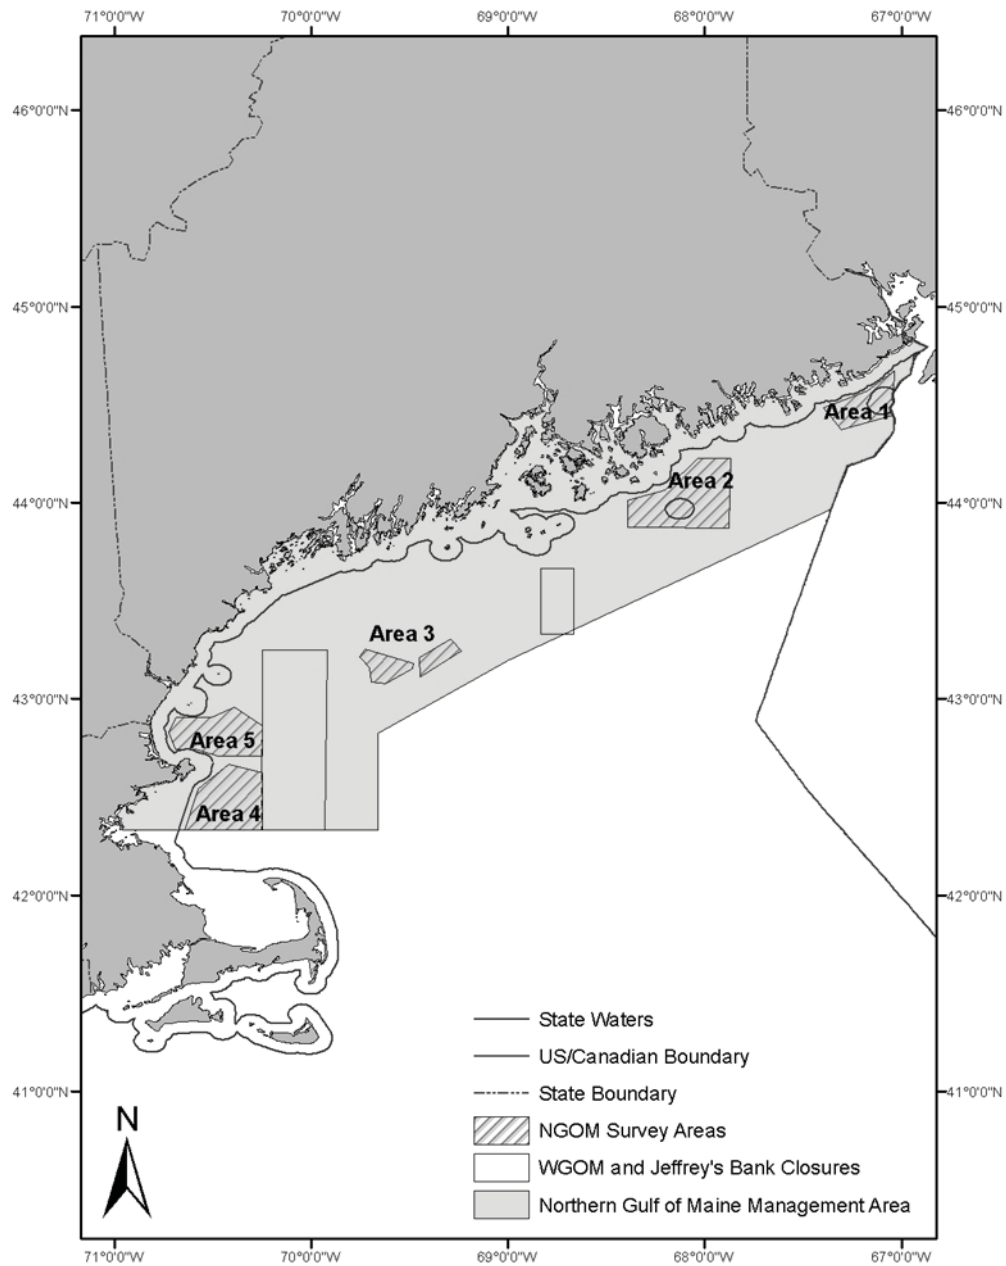 71°0'0"W 70°0'0"W 69°0'0"W 68°0'0"W 67°0'0"W
46°0'0"N 46°0'0"N
45°0'0"N 45°0'0"N
Area 1
Area 2
44°0'0"N 44°0'0"N
Area 3
43°0'0"N 43°0'0"N
Area 5
Area 4
42°0'0"N 42°0'0"N
State Waters
US/Canadian Boundary
41°0'0"N 41°0'0"N
State Boundary
N
NGOM Survey Areas
WGOM and Jeffrey's Bank Closures
Northern Gulf of Maine Management Area
71°0'0"W 70°0'0"W 69°0'0"W 68°0'0"W 67°0'0"W